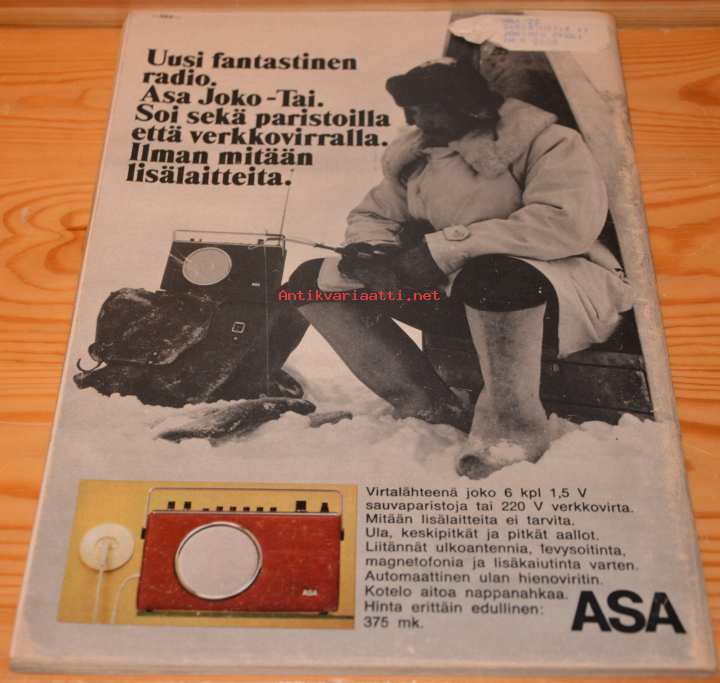 Uusi fantastinen
radio.
Asa Joko-Tai.
Soi sekä paristoilla
että verkkovirralla.
Ilman mitään
lisälaitteita.
ASA
Antikvariaatti.net
Virtalähteenä joko 6 kpl 1,5 V
sauvaparistoja tai 220 V verkkovirta.
Mitään lisälaitteita ei tarvita.
Ula, keskipitkät ja pitkät aallot.
Liitännät ulkoantennia, levysoitinta,
magnetofonia ja lisäkaiutinta varten.
Automaattinen ulan hienoviritin.
Kotelo aitoa nappanahkaa.
Hinta erittäin edullinen:
375 mk.
ASA
ASA